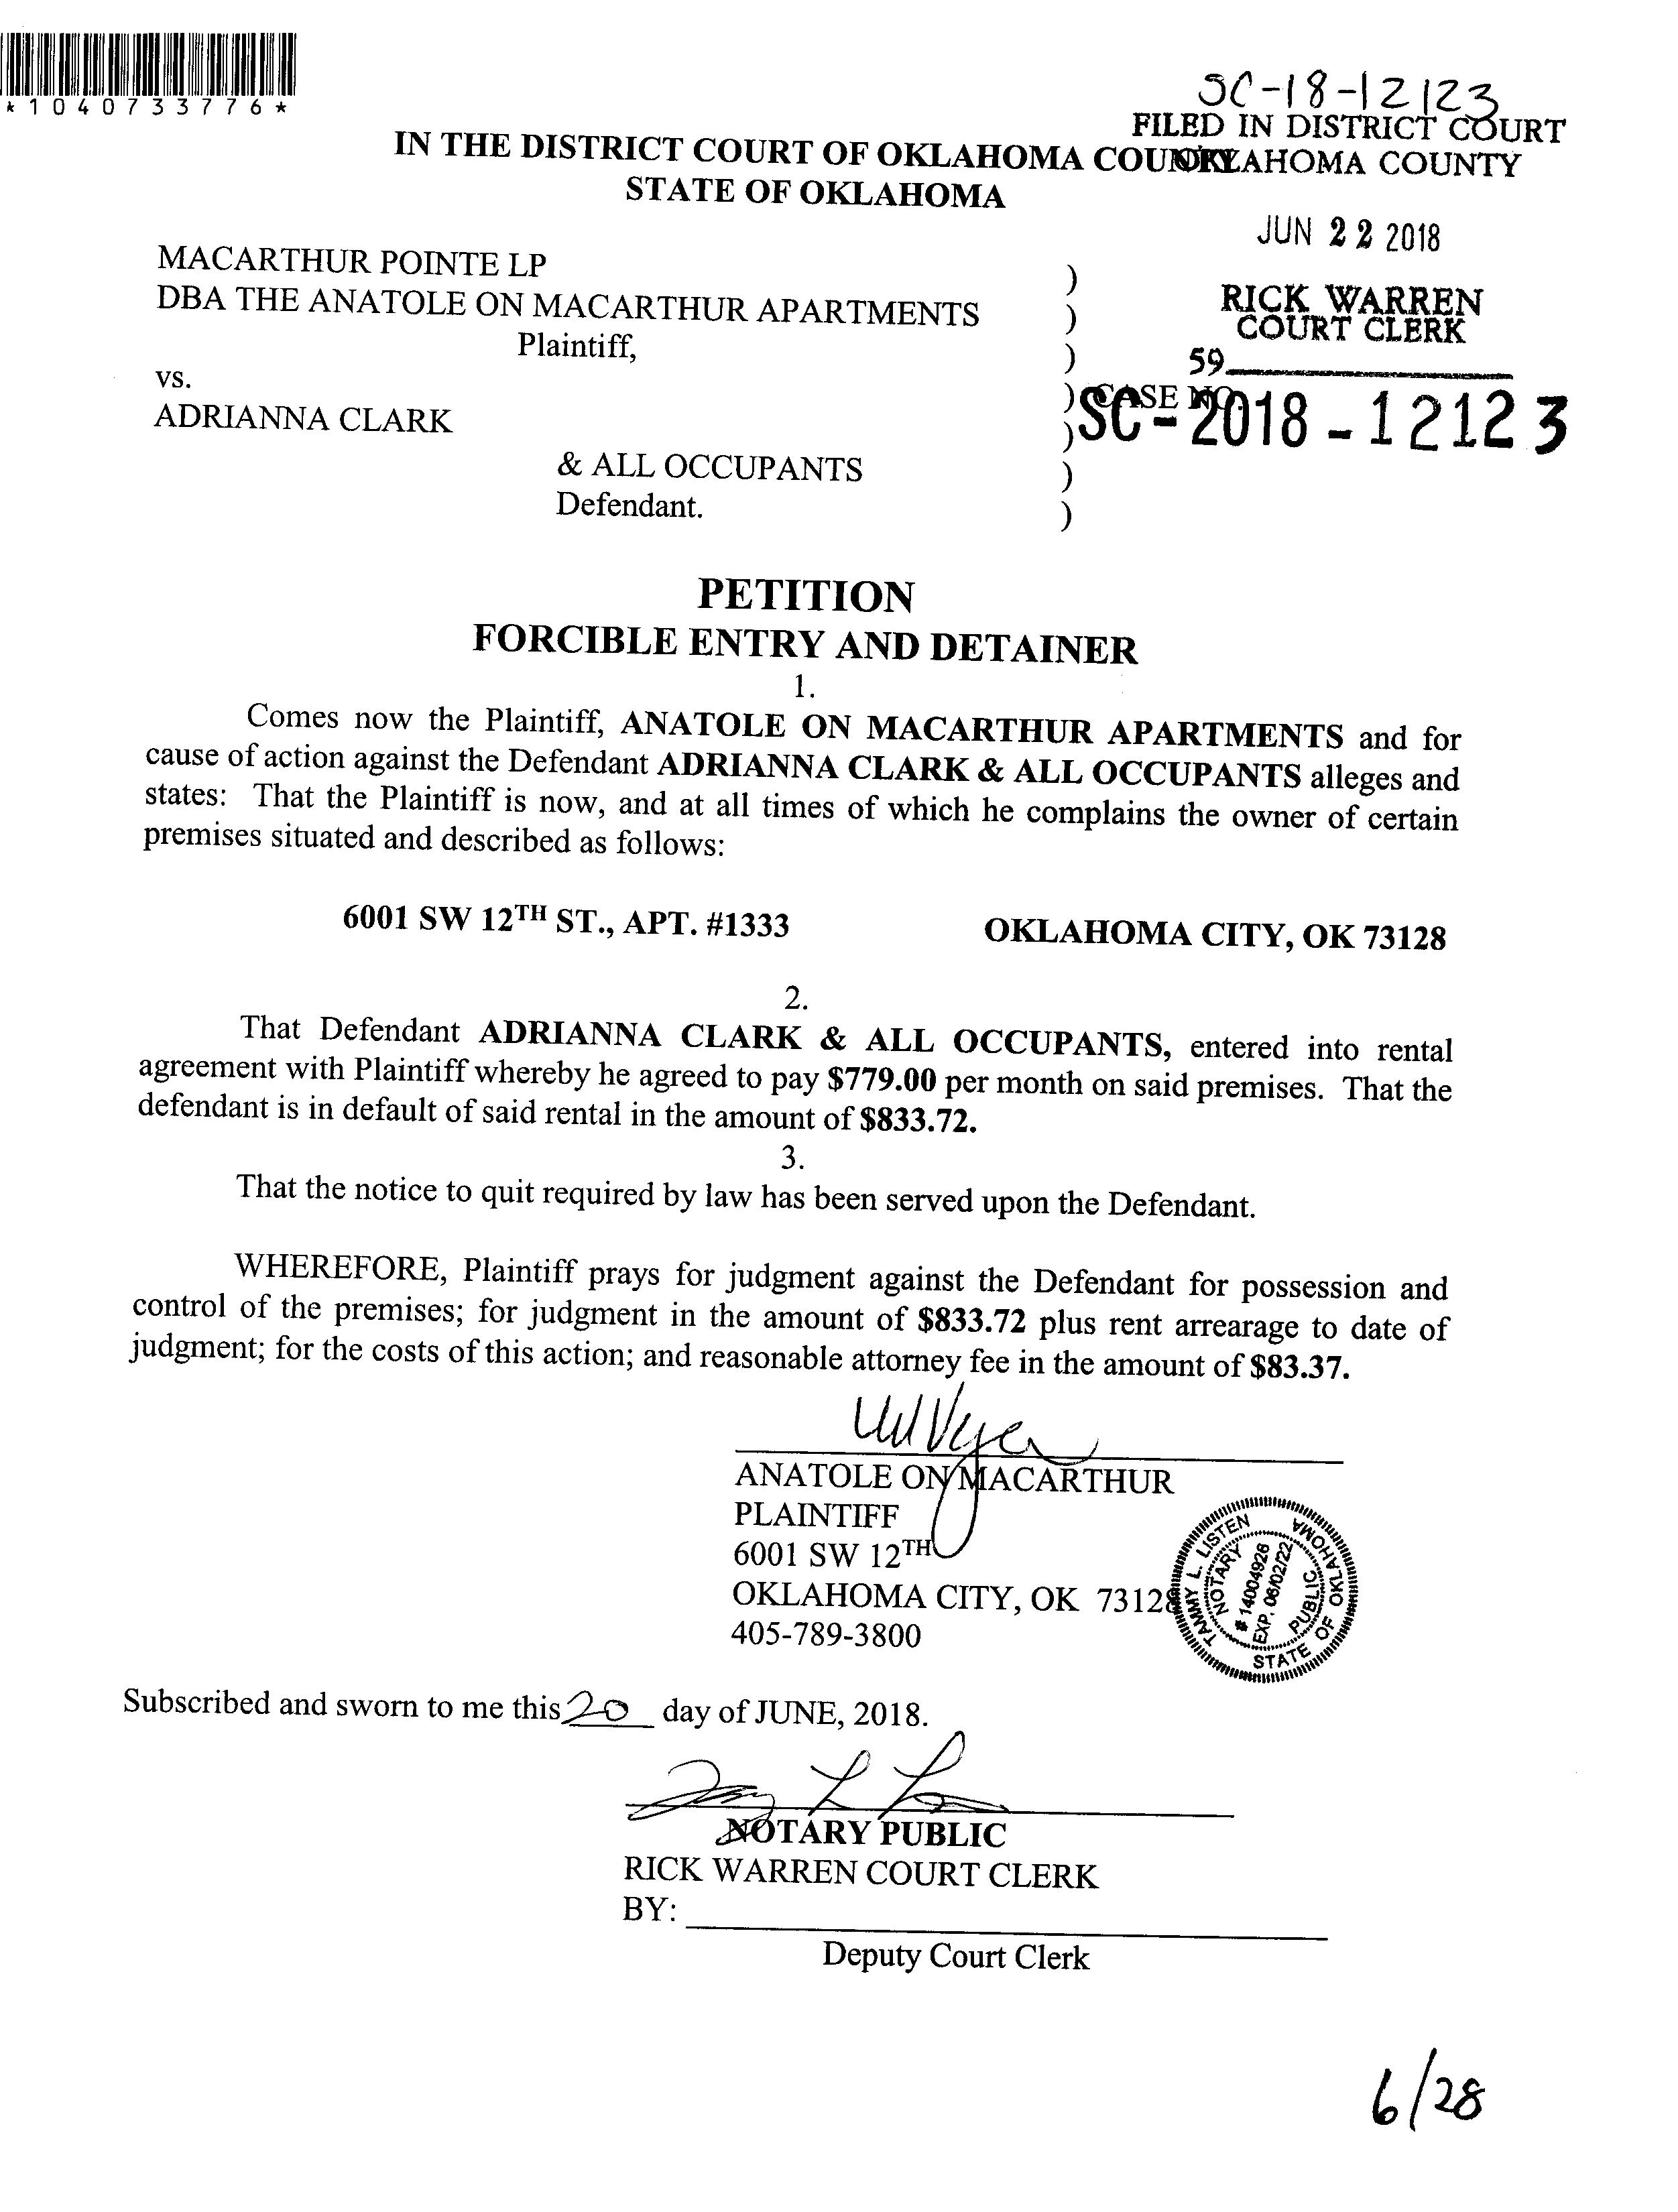 *1040733776*
SC-18-12123
FILED IN DISTRICT COURT
OKLAHOMA COUNTY
IN THE DISTRICT COURT OF OKLAHOMA COUNTY
STATE OF OKLAHOMA
JUN 22 2018
RICK WARREN
COURT CLERK
59
MACARTHUR POINTE LP
DBA THE ANATOLE ON MACARTHUR APARTMENTS
Plaintiff,
vs.
ADRIANNA CLARK
& ALL OCCUPANTS
Defendant.
)
)
)
) CASE NO.
)
)
)
SC-2018-12123
PETITION
FORCIBLE ENTRY AND DETAINER
1.
Comes now the Plaintiff, ANATOLE ON MACARTHUR APARTMENTS and for
cause of action against the Defendant ADRIANNA CLARK & ALL OCCUPANTS alleges and
states: That the Plaintiff is now, and at all times of which he complains the owner of certain
premises situated and described as follows:
6001 SW 12TH ST., APT. #1333 OKLAHOMA CITY, OK 73128
2.
That Defendant ADRIANNA CLARK & ALL OCCUPANTS, entered into rental
agreement with Plaintiff whereby he agreed to pay $779.00 per month on said premises. That the
defendant is in default of said rental in the amount of $833.72.
3.
That the notice to quit required by law has been served upon the Defendant.
WHEREFORE, Plaintiff prays for judgment against the Defendant for possession and
control of the premises; for judgment in the amount of $833.72 plus rent arrearage to date of
judgment; for the costs of this action; and reasonable attorney fee in the amount of $83.37.
ANATOLE ON MACARTHUR
PLAINTIFF
6001 SW 12TH
OKLAHOMA CITY, OK 73128
405-789-3800
TAMMY L. LISTEN
NOTARY
# 14004926
EXP. 06/02/22
PUBLIC
STATE OF OKLAHOMA
Subscribed and sworn to me this 20 day of JUNE, 2018.
NOTARY PUBLIC
RICK WARREN COURT CLERK
BY:
Deputy Court Clerk
6/28